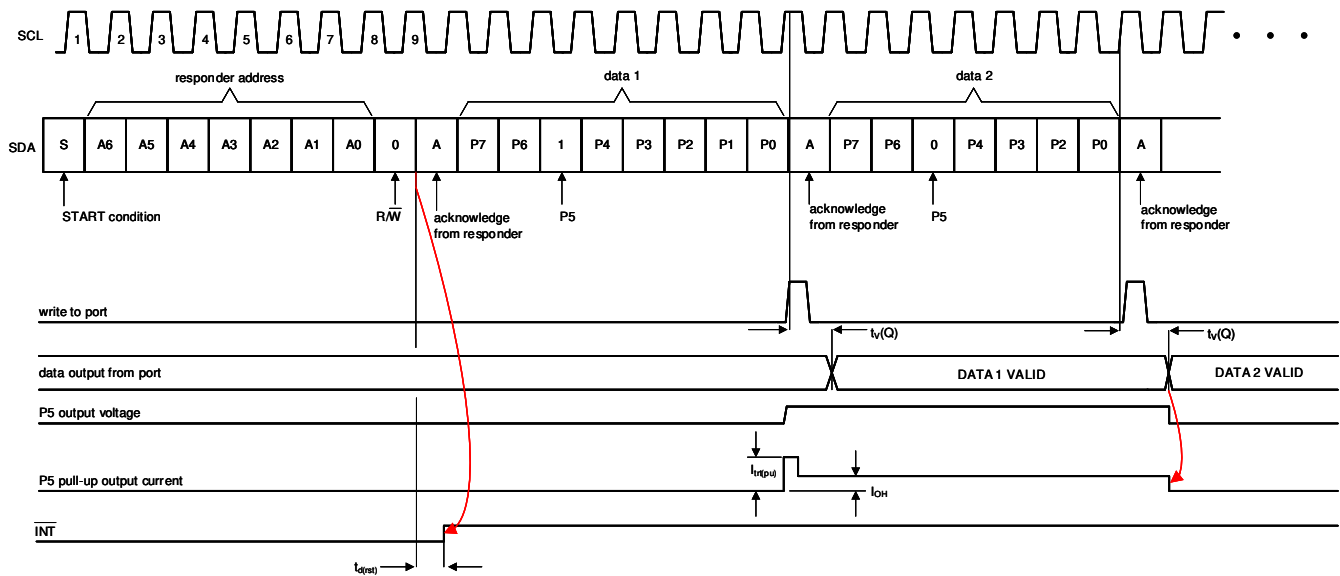 SCL 1 2 3 4 5 6 7 8 9 • • •
responder address data 1 data 2
SDA S A6 A5 A4 A3 A2 A1 A0 0 A P7 P6 1 P4 P3 P2 P1 P0 A P7 P6 0 P4 P3 P2 P0 A
START condition R/W̅ acknowledge from responder P5 acknowledge from responder P5 acknowledge from responder
write to port
tV(Q) tV(Q)
data output from port DATA 1 VALID DATA 2 VALID
P5 output voltage
Itrt(pu)
P5 pull-up output current IOH
I̅N̅T̅
td(rst)